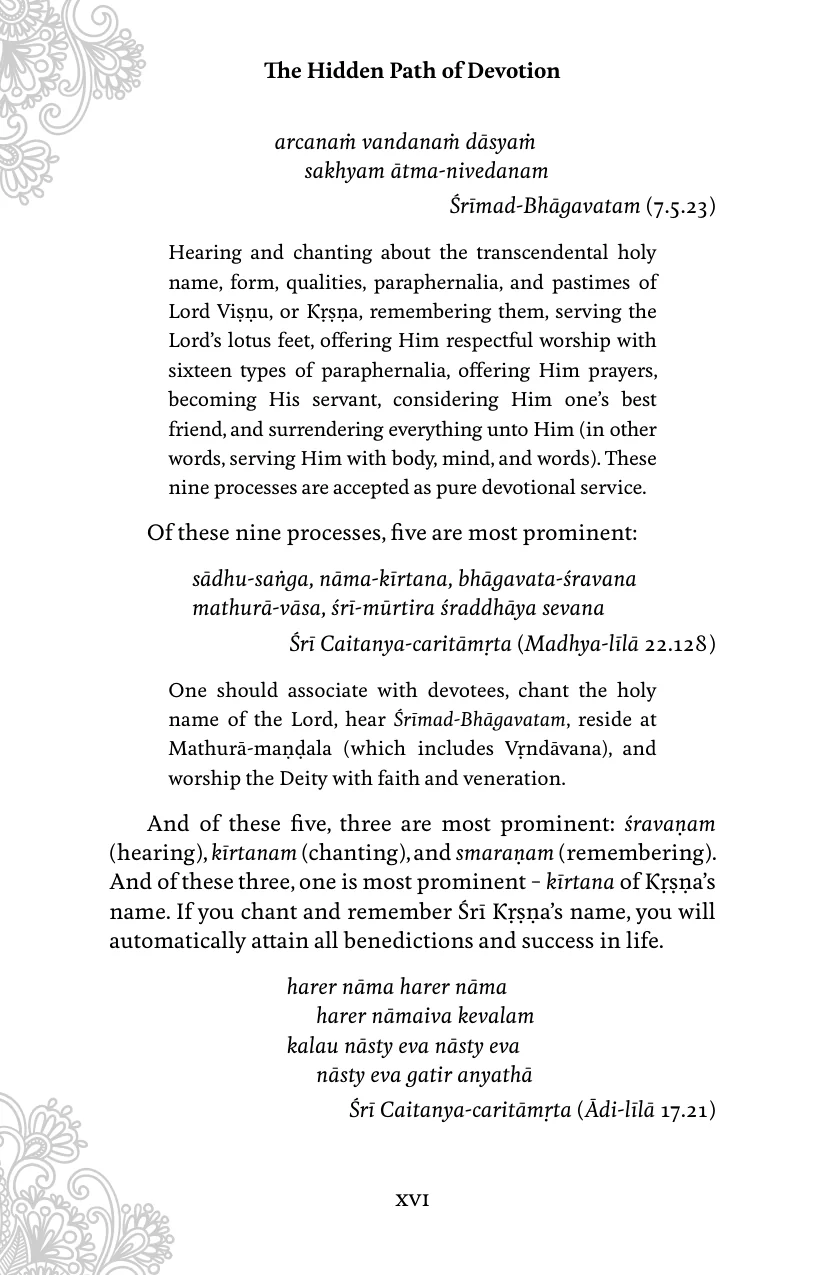 The Hidden Path of Devotion
arcanaṁ vandanaṁ dāsyaṁ
sakhyam ātma-nivedanam
Śrīmad-Bhāgavatam (7.5.23)
Hearing and chanting about the transcendental holy
name, form, qualities, paraphernalia, and pastimes of
Lord Viṣṇu, or Kṛṣṇa, remembering them, serving the
Lord’s lotus feet, offering Him respectful worship with
sixteen types of paraphernalia, offering Him prayers,
becoming His servant, considering Him one’s best
friend, and surrendering everything unto Him (in other
words, serving Him with body, mind, and words). These
nine processes are accepted as pure devotional service.
Of these nine processes, five are most prominent:
sādhu-saṅga, nāma-kīrtana, bhāgavata-śravana
mathurā-vāsa, śrī-mūrtira śraddhāya sevana
Śrī Caitanya-caritāmṛta (Madhya-līlā 22.128)
One should associate with devotees, chant the holy
name of the Lord, hear Śrīmad-Bhāgavatam, reside at
Mathurā-maṇḍala (which includes Vṛndāvana), and
worship the Deity with faith and veneration.
And of these five, three are most prominent: śravaṇam
(hearing), kīrtanam (chanting), and smaraṇam (remembering).
And of these three, one is most prominent – kīrtana of Kṛṣṇa’s
name. If you chant and remember Śrī Kṛṣṇa’s name, you will
automatically attain all benedictions and success in life.
harer nāma harer nāma
harer nāmaiva kevalam
kalau nāsty eva nāsty eva
nāsty eva gatir anyathā
Śrī Caitanya-caritāmṛta (Ādi-līlā 17.21)
XVI